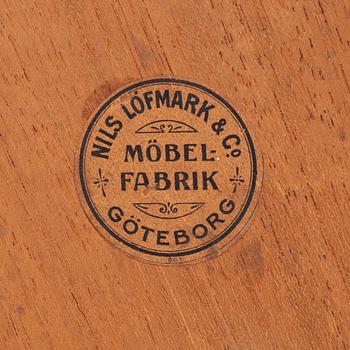 NILS LÖFMARK & Co.
MÖBEL-
FABRIK
GÖTEBORG